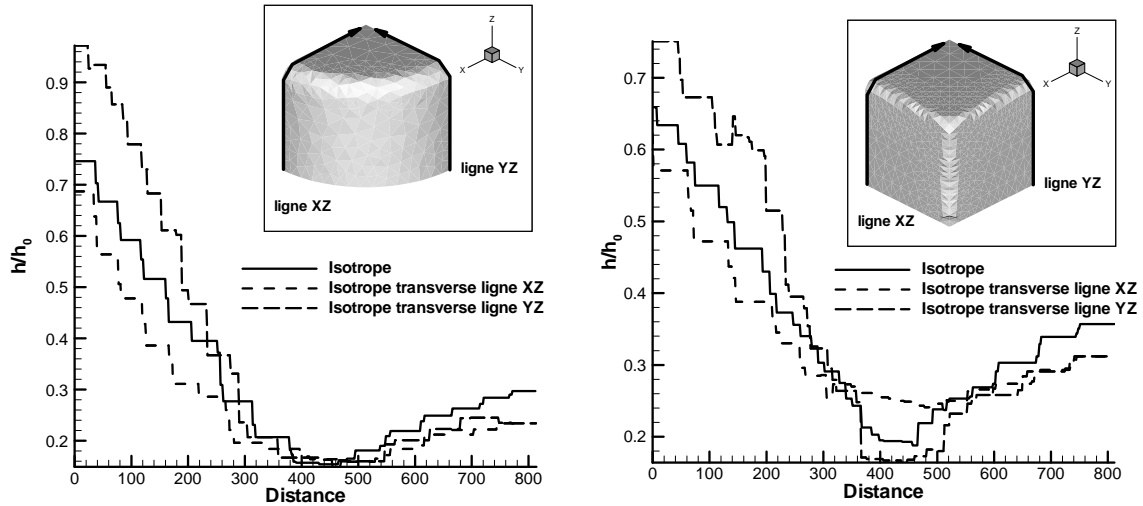 Z
X
Y
ligne YZ
ligne XZ
Isotrope
Isotrope transverse ligne XZ
Isotrope transverse ligne YZ
h/h0
0.9
0.8
0.7
0.6
0.5
0.4
0.3
0.2
0 100 200 300 400 500 600 700 800
Distance
Z
X
Y
ligne YZ
ligne XZ
Isotrope
Isotrope transverse ligne XZ
Isotrope transverse ligne YZ
h/h0
0.7
0.6
0.5
0.4
0.3
0.2
0 100 200 300 400 500 600 700 800
Distance